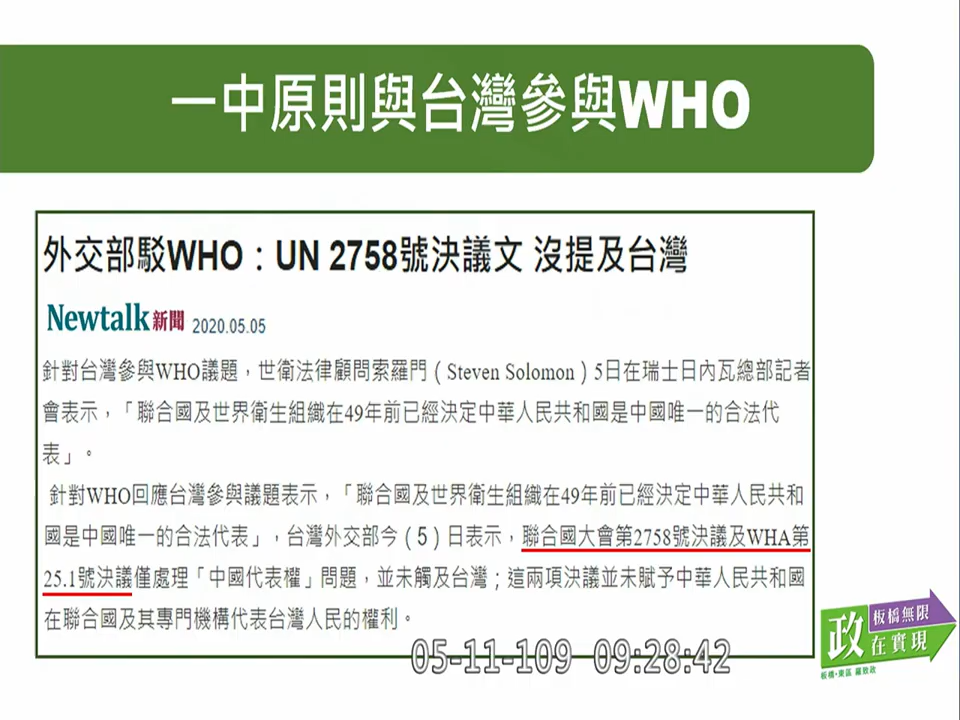 一中原則與台灣參與WHO
外交部駁WHO：UN 2758號決議文 沒提及台灣
Newtalk新聞 2020.05.05
針對台灣參與WHO議題，世衛法律顧問索羅門（Steven Solomon）5日在瑞士日內瓦總部記者
會表示，「聯合國及世界衛生組織在49年前已經決定中華人民共和國是中國唯一的合法代
表」。
針對WHO回應台灣參與議題表示，「聯合國及世界衛生組織在49年前已經決定中華人民共和
國是中國唯一的合法代表」，台灣外交部今（5）日表示，聯合國大會第2758號決議及WHA第
25.1號決議僅處理「中國代表權」問題，並未觸及台灣；這兩項決議並未賦予中華人民共和國
在聯合國及其專門機構代表台灣人民的權利。
05-11-109 09:28:42
政 板橋無限
在實現
板橋•東區 羅致政